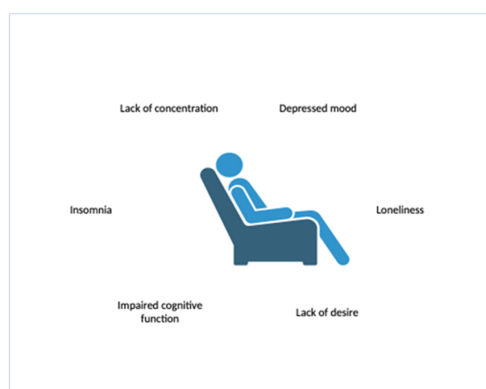 Lack of concentration
Depressed mood
Insomnia
Loneliness
Impaired cognitive
function
Lack of desire